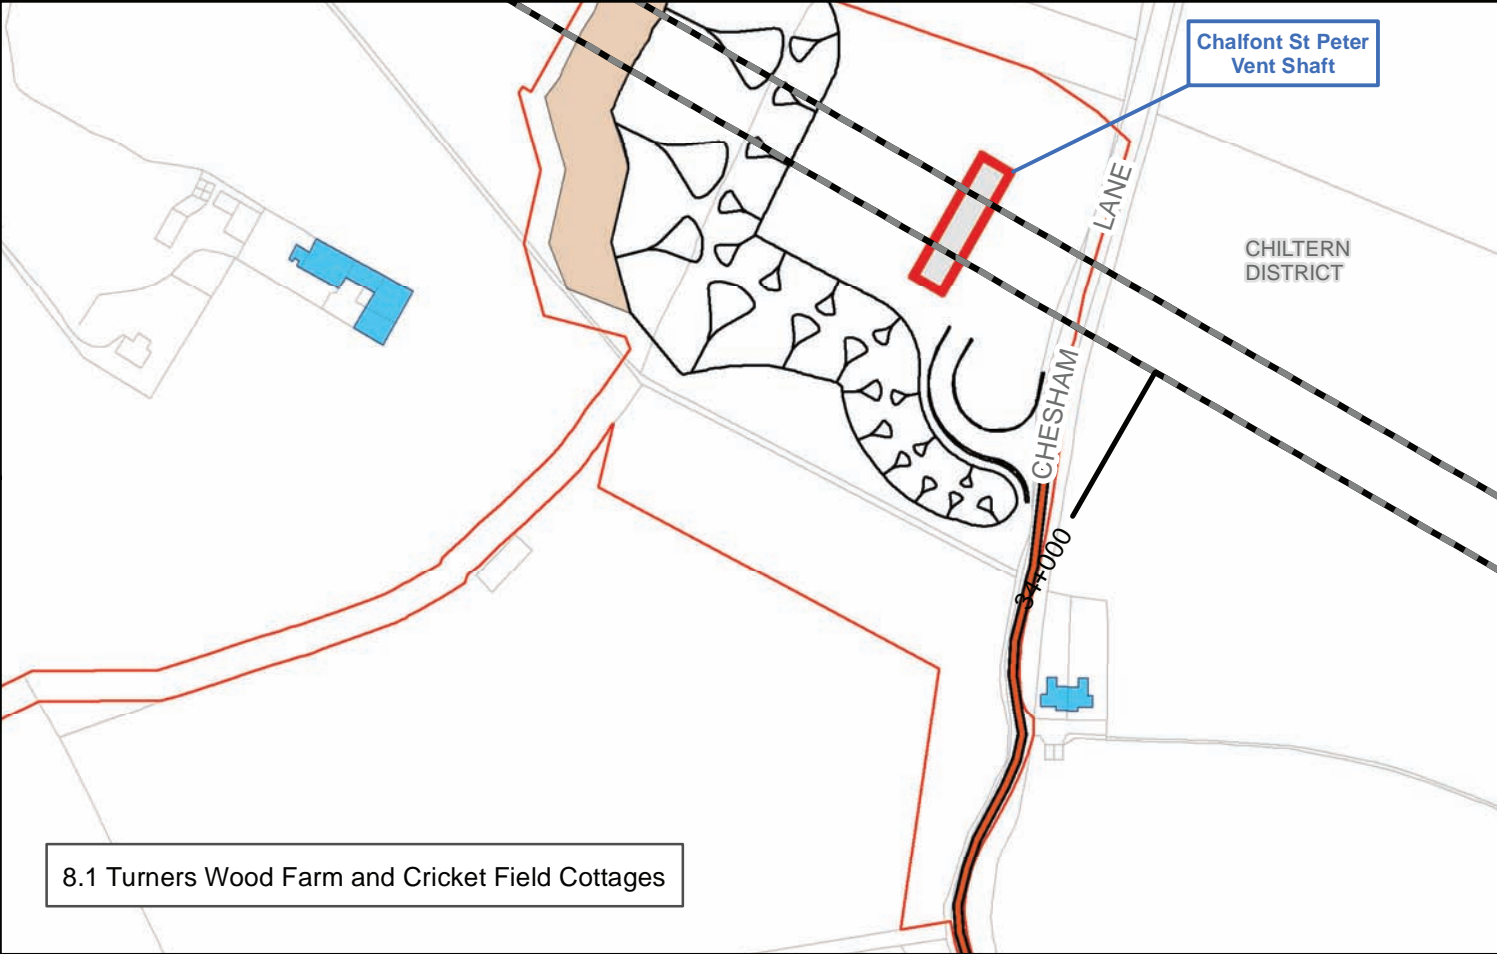 Chalfont St Peter
Vent Shaft
LANE
CHILTERN
DISTRICT
CHESHAM
34+000
8.1 Turners Wood Farm and Cricket Field Cottages